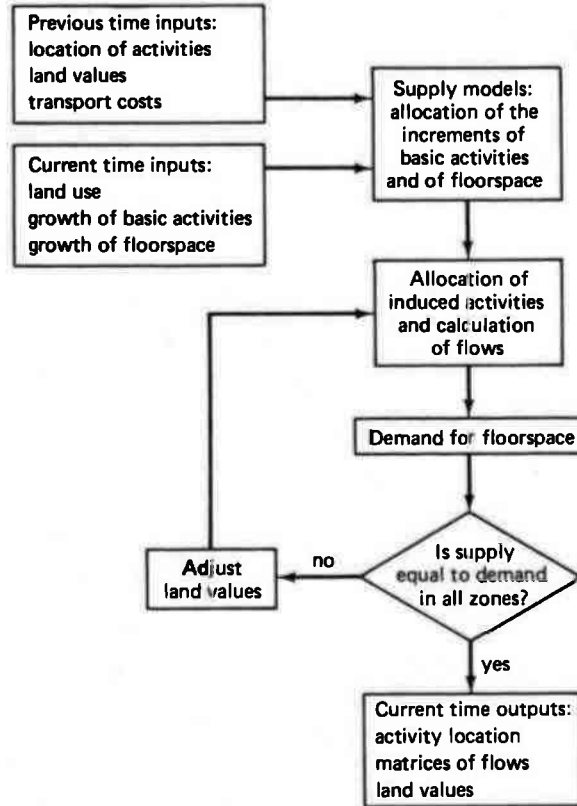 Previous time inputs:
location of activities
land values
transport costs
Current time inputs:
land use
growth of basic activities
growth of floorspace
Supply models:
allocation of the
increments of
basic activities
and of floorspace
Allocation of
induced activities
and calculation
of flows
Demand for floorspace
Is supply
equal to demand
in all zones?
no
Adjust
land values
yes
Current time outputs:
activity location
matrices of flows
land values